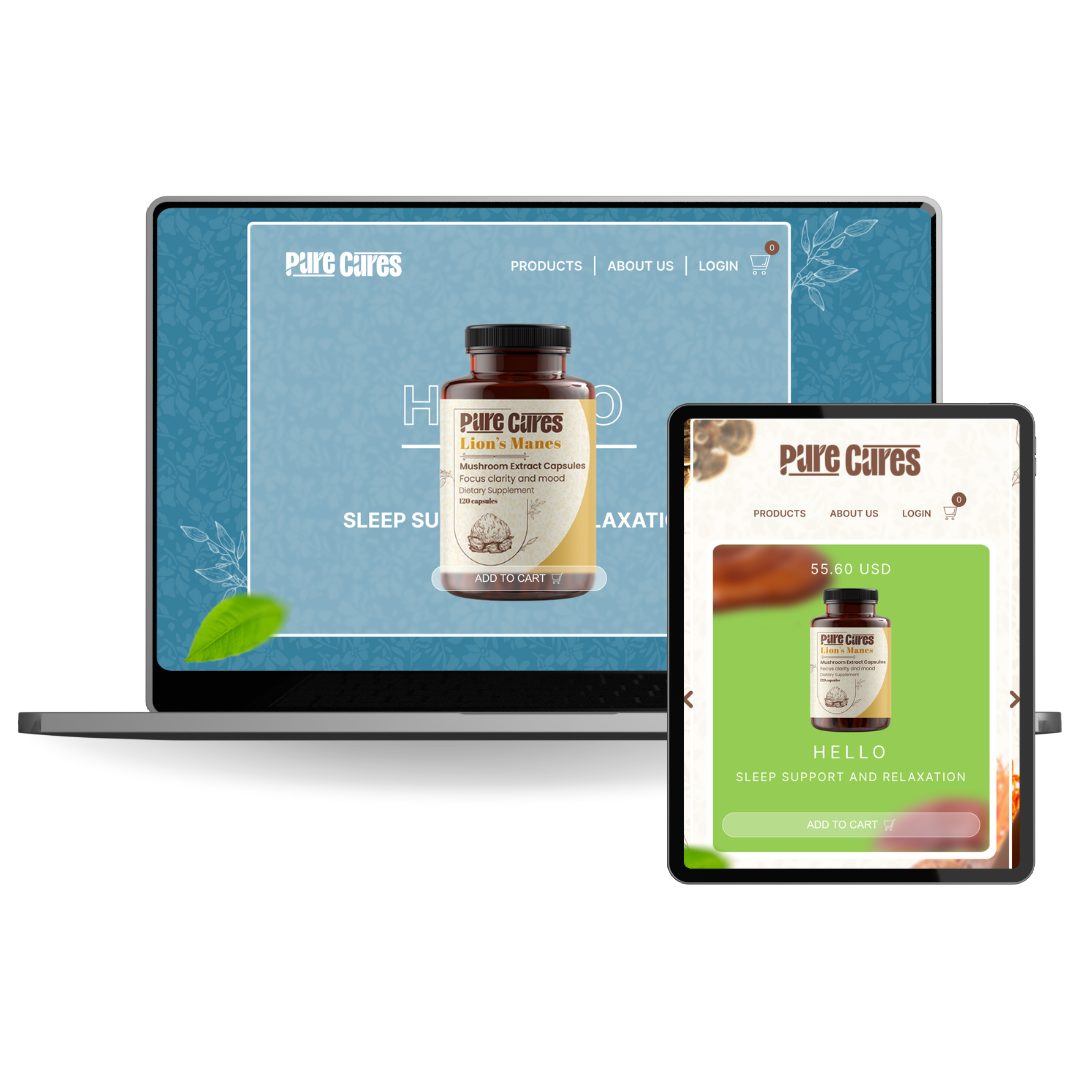 Pure Cures
PRODUCTS | ABOUT US | LOGIN
0
H O
Pure Cures
Lion's Manes
Mushroom Extract Capsules
Focus clarity and mood
Dietary Supplement
120 capsules
SLEEP SU LAXATI
ADD TO CART
Pure Cures
0
PRODUCTS ABOUT US LOGIN
55.60 USD
Pure Cures
Lion's Manes
Mushroom Extract Capsules
Focus clarity and mood
Dietary Supplement
120 capsules
HELLO
SLEEP SUPPORT AND RELAXATION
ADD TO CART